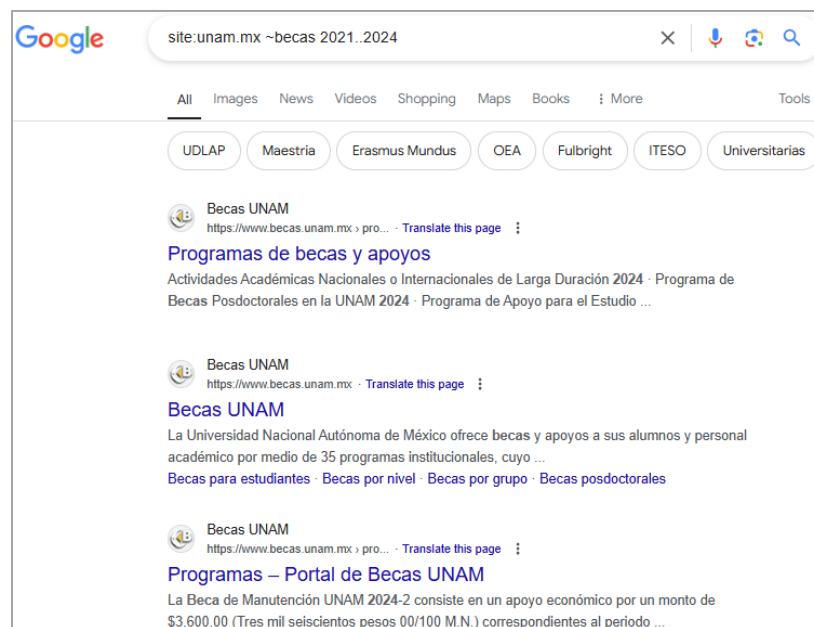 Google
site:unam.mx ~becas 2021..2024
All Images News Videos Shopping Maps Books More Tools
UDLAP Maestria Erasmus Mundus OEA Fulbright ITESO Universitarias
Becas UNAM
https://www.becas.unam.mx › pro... · Translate this page
Programas de becas y apoyos
Actividades Académicas Nacionales o Internacionales de Larga Duración 2024 · Programa de
Becas Posdoctorales en la UNAM 2024 · Programa de Apoyo para el Estudio ...
Becas UNAM
https://www.becas.unam.mx · Translate this page
Becas UNAM
La Universidad Nacional Autónoma de México ofrece becas y apoyos a sus alumnos y personal
académico por medio de 35 programas institucionales, cuyo ...
Becas para estudiantes · Becas por nivel · Becas por grupo · Becas posdoctorales
Becas UNAM
https://www.becas.unam.mx › pro... · Translate this page
Programas – Portal de Becas UNAM
La Beca de Manutención UNAM 2024-2 consiste en un apoyo económico por un monto de
$3,600.00 (Tres mil seiscientos pesos 00/100 M.N.) correspondientes al periodo ...